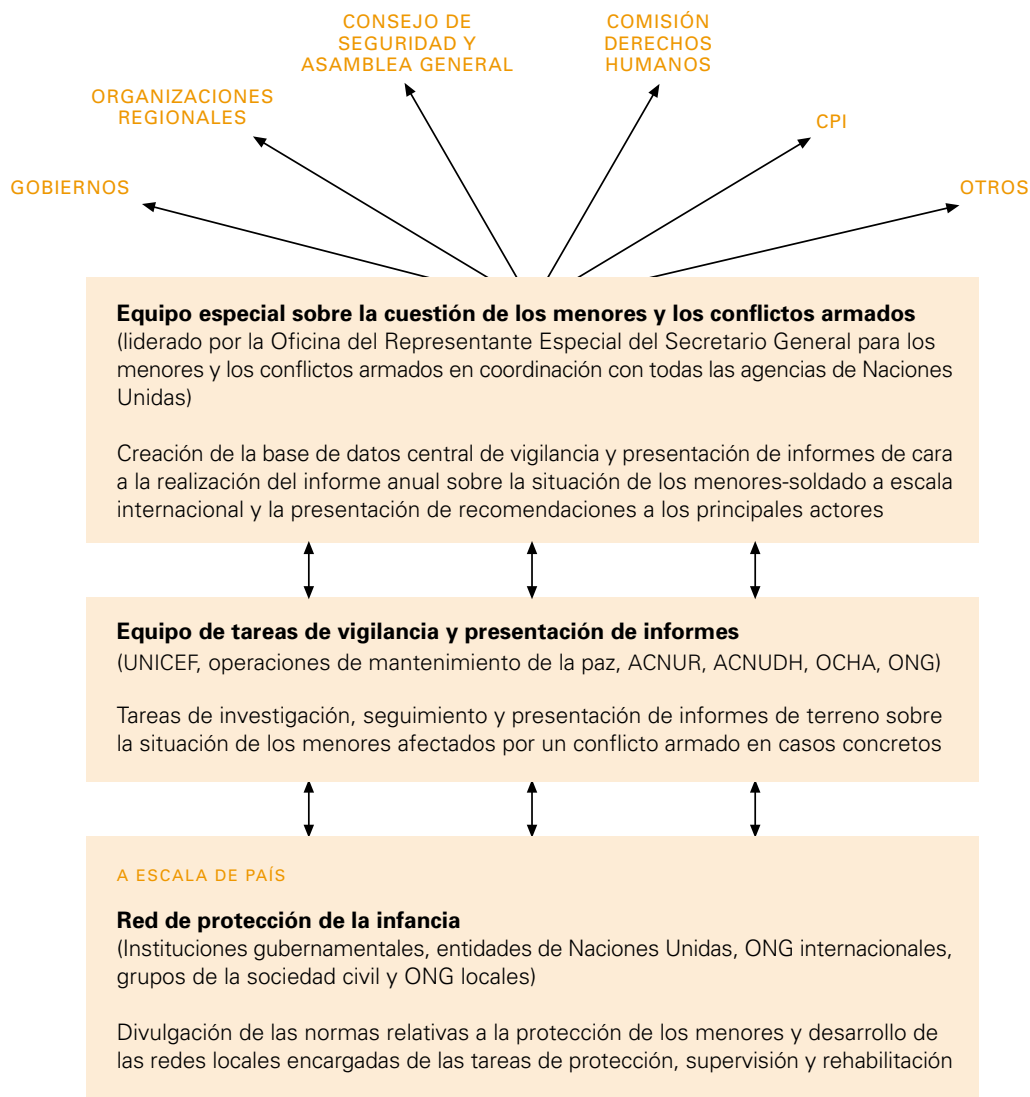 CONSEJO DE
SEGURIDAD Y
ASAMBLEA GENERAL
COMISIÓN
DERECHOS
HUMANOS
ORGANIZACIONES
REGIONALES
CPI
GOBIERNOS
OTROS
Equipo especial sobre la cuestión de los menores y los conflictos armados
(liderado por la Oficina del Representante Especial del Secretario General para los
menores y los conflictos armados en coordinación con todas las agencias de Naciones
Unidas)
Creación de la base de datos central de vigilancia y presentación de informes de cara
a la realización del informe anual sobre la situación de los menores-soldado a escala
internacional y la presentación de recomendaciones a los principales actores
Equipo de tareas de vigilancia y presentación de informes
(UNICEF, operaciones de mantenimiento de la paz, ACNUR, ACNUDH, OCHA, ONG)
Tareas de investigación, seguimiento y presentación de informes de terreno sobre
la situación de los menores afectados por un conflicto armado en casos concretos
A ESCALA DE PAÍS
Red de protección de la infancia
(Instituciones gubernamentales, entidades de Naciones Unidas, ONG internacionales,
grupos de la sociedad civil y ONG locales)
Divulgación de las normas relativas a la protección de los menores y desarrollo de
las redes locales encargadas de las tareas de protección, supervisión y rehabilitación